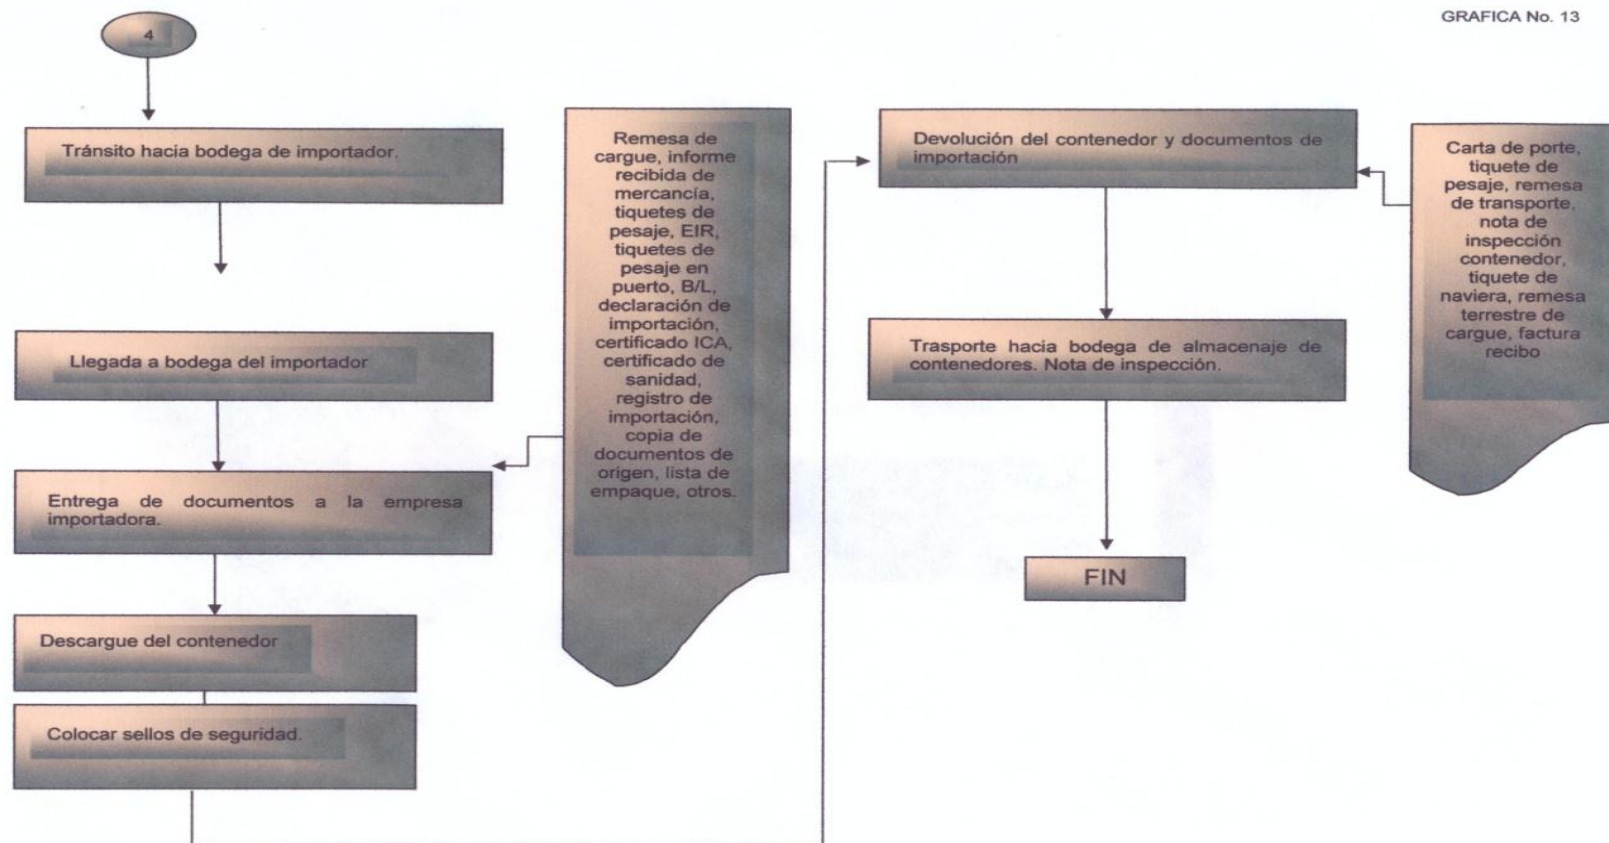 GRAFICA No. 13
4
Tránsito hacia bodega de importador.
Llegada a bodega del importador
Entrega de documentos a la empresa
importadora.
Descargue del contenedor
Colocar sellos de seguridad.
Remesa de
cargue, informe
recibida de
mercancía,
tiquetes de
pesaje, EIR,
tiquetes de
pesaje en
puerto, B/L,
declaración de
importación,
certificado ICA,
certificado de
sanidad,
registro de
importación,
copia de
documentos de
origen, lista de
empaque, otros.
Devolución del contenedor y documentos de
importación
Trasporte hacia bodega de almacenaje de
contenedores. Nota de inspección.
FIN
Carta de porte,
tiquete de
pesaje, remesa
de transporte,
nota de
inspección
contenedor,
tiquete de
naviera, remesa
terrestre de
cargue, factura
recibo